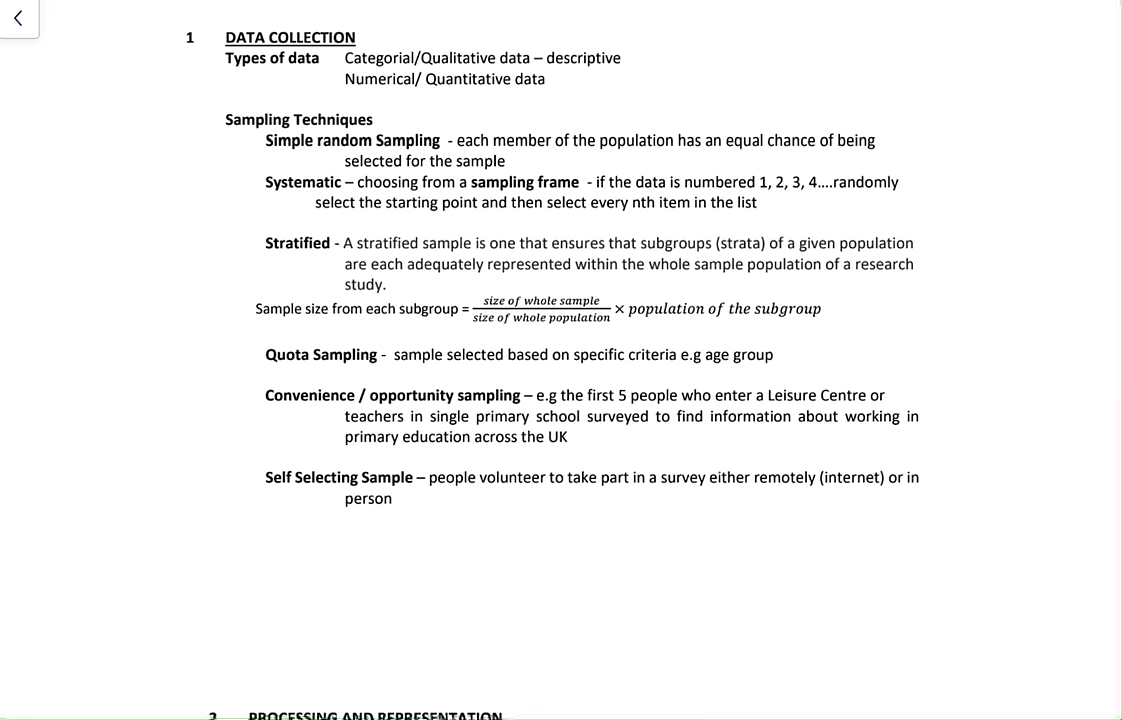 1 DATA COLLECTION
Types of data Categorial/Qualitative data – descriptive
Numerical/ Quantitative data
Sampling Techniques
Simple random Sampling - each member of the population has an equal chance of being
selected for the sample
Systematic – choosing from a sampling frame - if the data is numbered 1, 2, 3, 4....randomly
select the starting point and then select every nth item in the list
Stratified - A stratified sample is one that ensures that subgroups (strata) of a given population
are each adequately represented within the whole sample population of a research
study.
Sample size from each subgroup = size of whole sample / size of whole population × population of the subgroup
Quota Sampling - sample selected based on specific criteria e.g age group
Convenience / opportunity sampling – e.g the first 5 people who enter a Leisure Centre or
teachers in single primary school surveyed to find information about working in
primary education across the UK
Self Selecting Sample – people volunteer to take part in a survey either remotely (internet) or in
person
2 PROCESSING AND REPRESENTATION